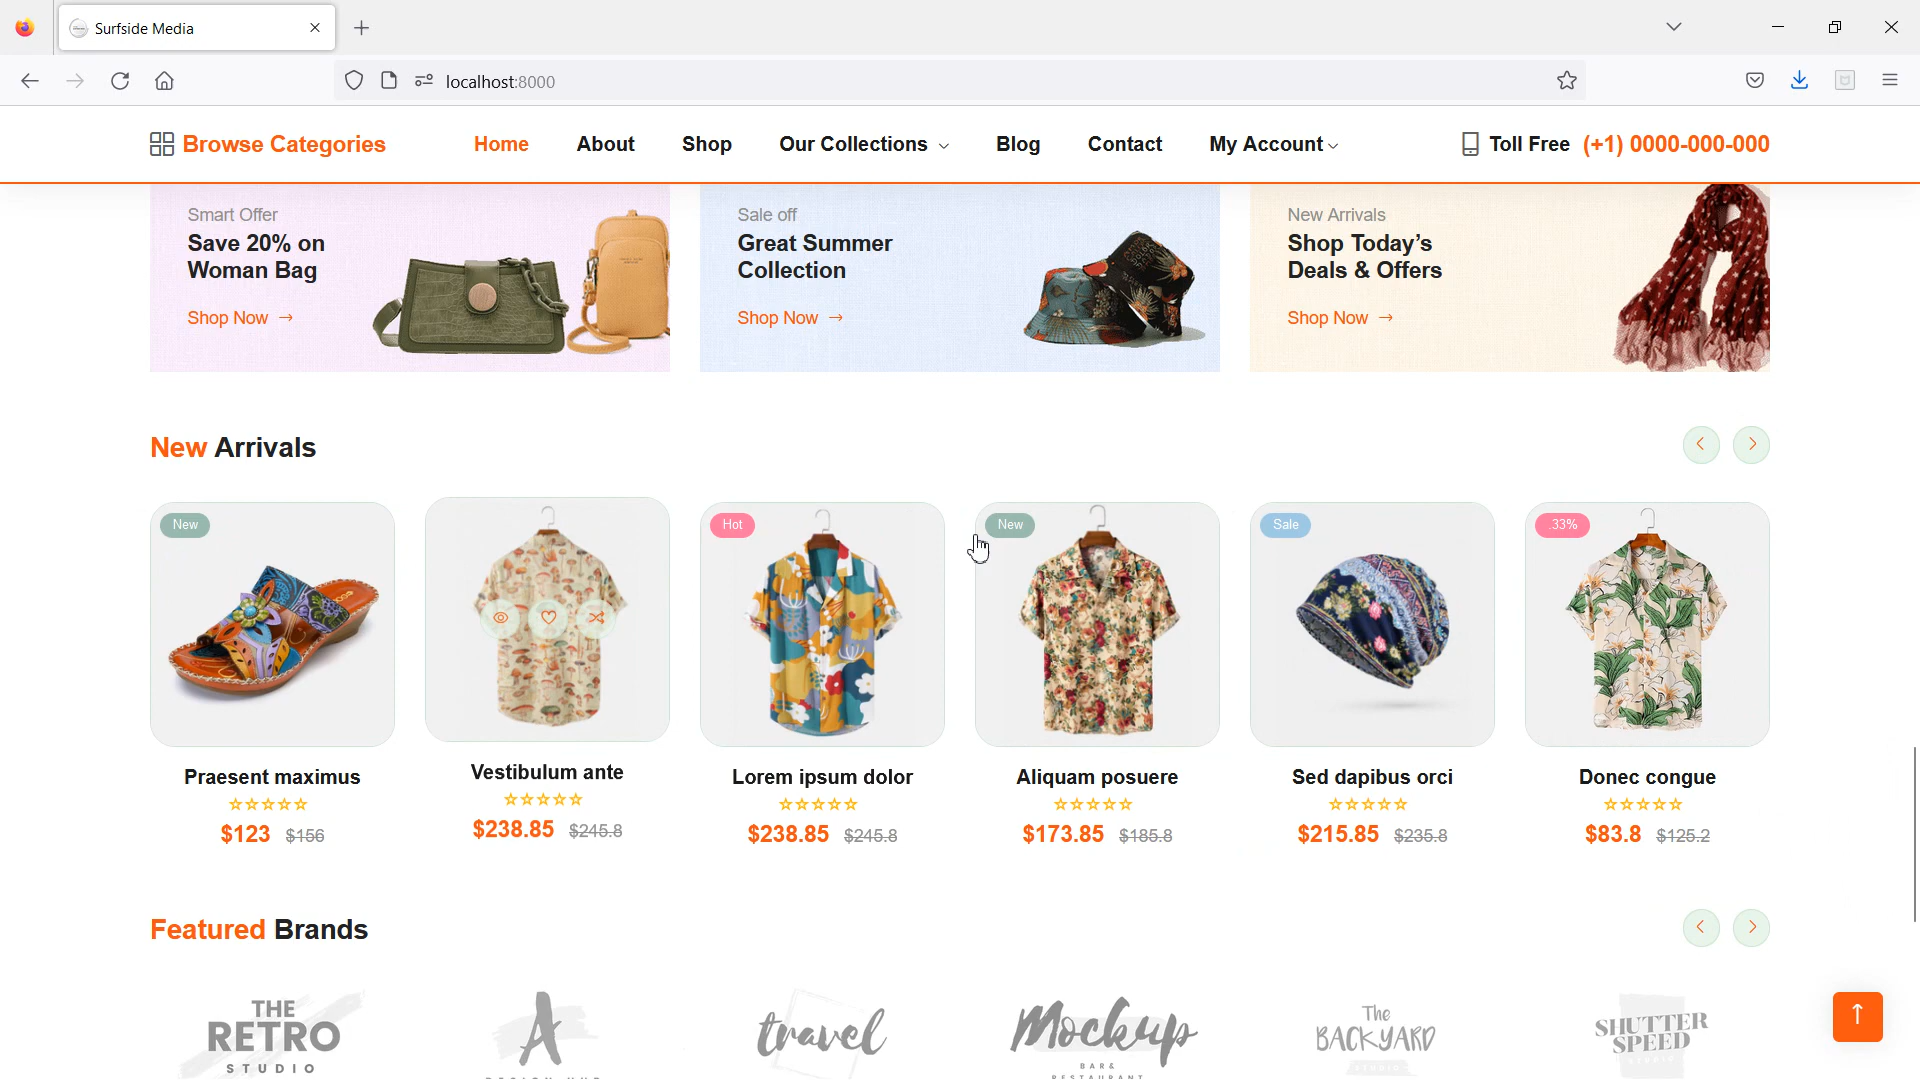 Surfside Media
localhost:8000
Browse Categories
Home
About
Shop
Our Collections
Blog
Contact
My Account
Toll Free (+1) 0000-000-000
Smart Offer
Save 20% on
Woman Bag
Shop Now →
Sale off
Great Summer
Collection
Shop Now →
New Arrivals
Shop Today’s
Deals & Offers
Shop Now →
New Arrivals
New
Hot
New
Sale
.33%
Praesent maximus
$123 $156
Vestibulum ante
$238.85 $245.8
Lorem ipsum dolor
$238.85 $245.8
Aliquam posuere
$173.85 $185.8
Sed dapibus orci
$215.85 $235.8
Donec congue
$83.8 $125.2
Featured Brands
THE
RETRO
STUDIO
A
travel
Mockup
BAR &
RESTAURANT
The
BACKYARD
STUDIO
SHUTTER
SPEED